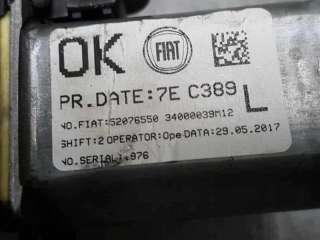 OK FIAT
PR.DATE:7E C389
L
NO.FIAT:52076550 34000039M12
SHIFT:2 OPERATOR:Ope DATA:29.05.2017
NO.SERIAL:+976